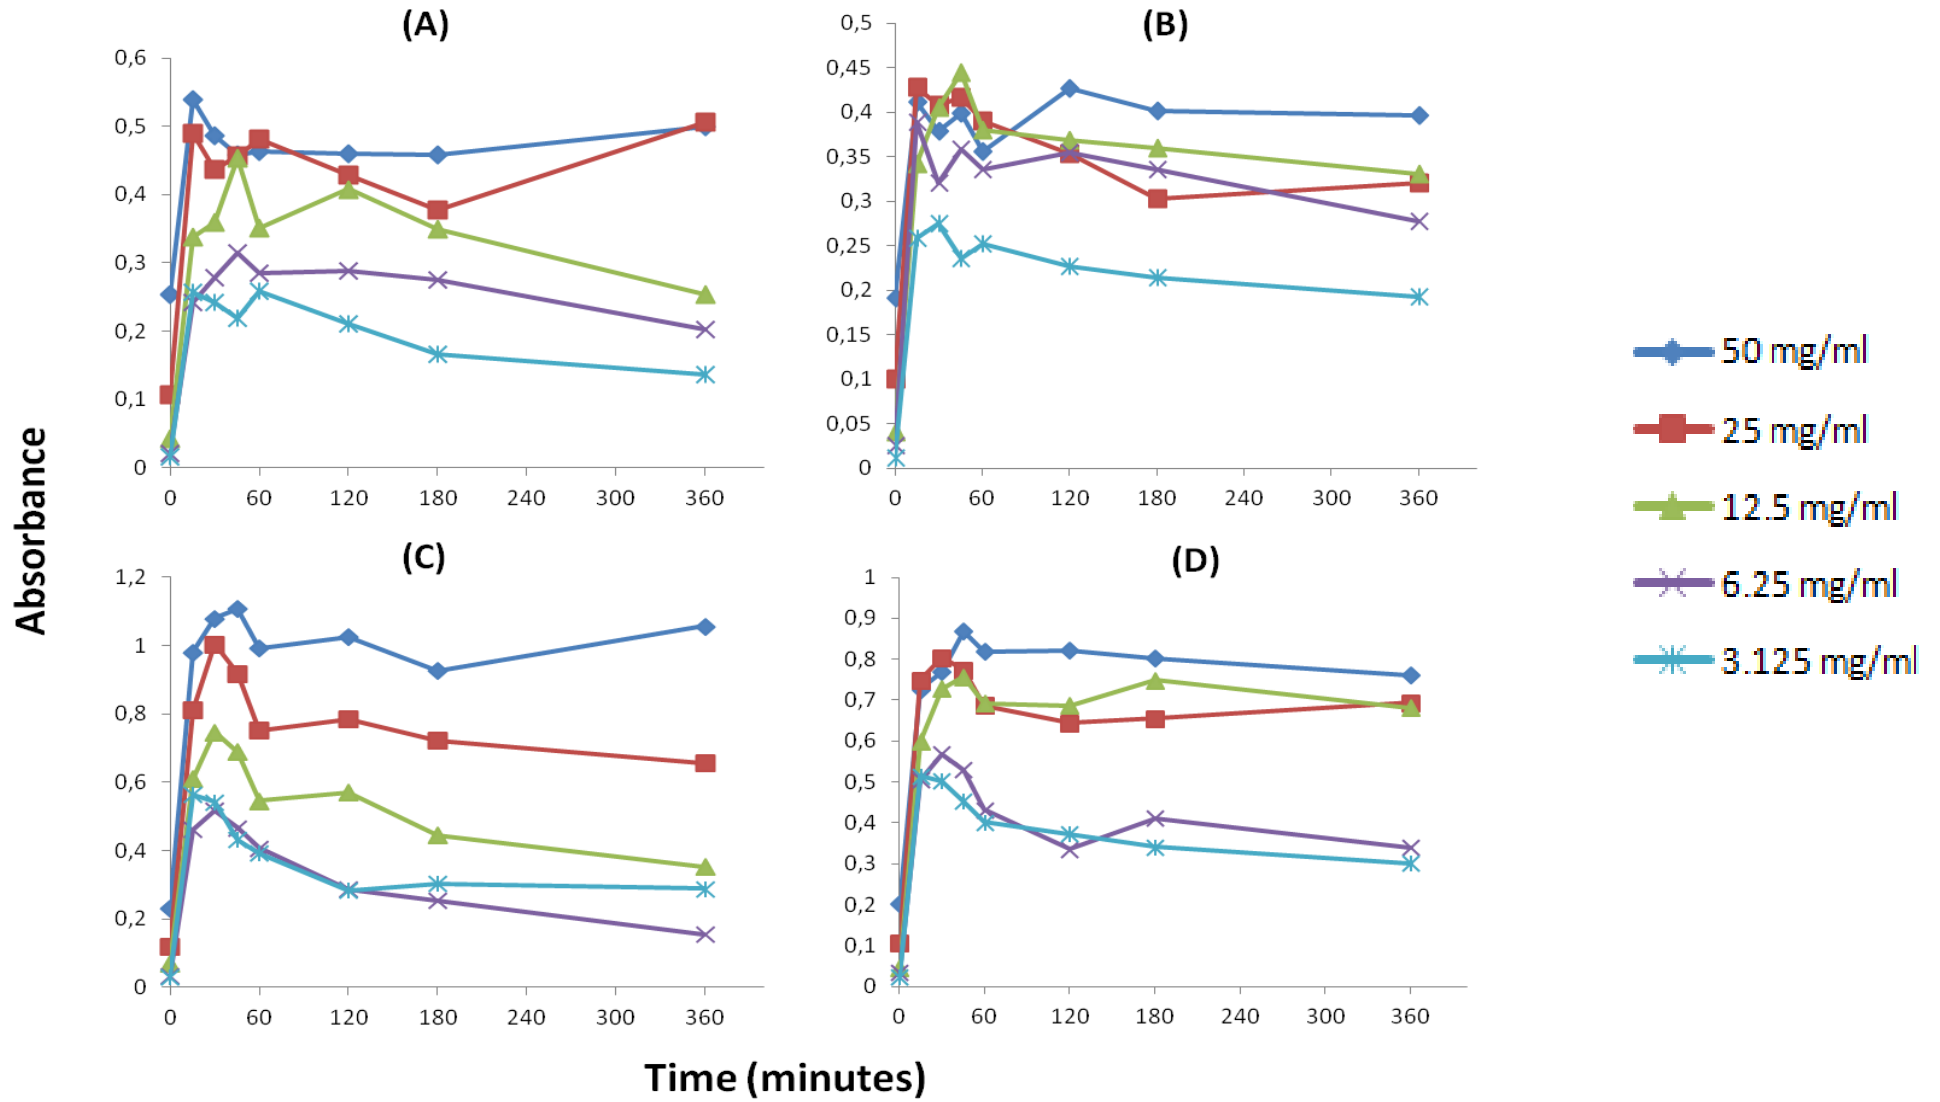 (A)
0,6
0,5
0,4
0,3
0,2
0,1
0
0 60 120 180 240 300 360
(B)
0,5
0,45
0,4
0,35
0,3
0,25
0,2
0,15
0,1
0,05
0
0 60 120 180 240 300 360
(C)
1,2
1
0,8
0,6
0,4
0,2
0
0 60 120 180 240 300 360
(D)
1
0,9
0,8
0,7
0,6
0,5
0,4
0,3
0,2
0,1
0
0 60 120 180 240 300 360
Absorbance
Time (minutes)
50 mg/ml
25 mg/ml
12.5 mg/ml
6.25 mg/ml
3.125 mg/ml